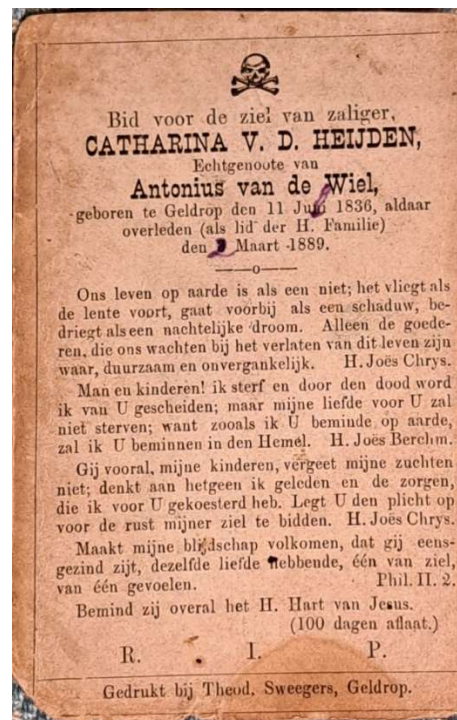 Bid voor de ziel van zaliger,
CATHARINA V. D. HEIJDEN,
Echtgenoote van
Antonius van de Wiel,
geboren te Geldrop den 11 1836, aldaar
overleden (als lid der H. Familie)
den Maart 1889.
Ons leven op aarde is als een niet; het vliegt als
de lente voort, gaat voorbij als een schaduw, be-
driegt als een nachtelijke droom. Alleen de goede-
ren, die ons wachten bij het verlaten van dit leven zijn
waar, duurzaam en onvergankelijk. H. Joës Chrys.
Man en kinderen! ik sterf en door den dood word
ik van U gescheiden; maar mijne liefde voor U zal
niet sterven; want zooals ik U beminde op aarde,
zal ik U beminnen in den Hemel. H. Joës Berchm.
Gij vooral, mijne kinderen, vergeet mijne zuchten
niet; denkt aan hetgeen ik geleden en de zorgen,
die ik voor U gekoesterd heb. Legt U den plicht op
voor de rust mijner ziel te bidden. H. Joës Chrys.
Maakt mijne blijdschap volkomen, dat gij eens-
gezind zijt, dezelfde liefde hebbende, één van ziel,
van één gevoelen. Phil. II. 2.
Bemind zij overal het H. Hart van Jesus.
(100 dagen aflaat.)
R. I. P.
Gedrukt bij Theod. Sweegers, Geldrop.